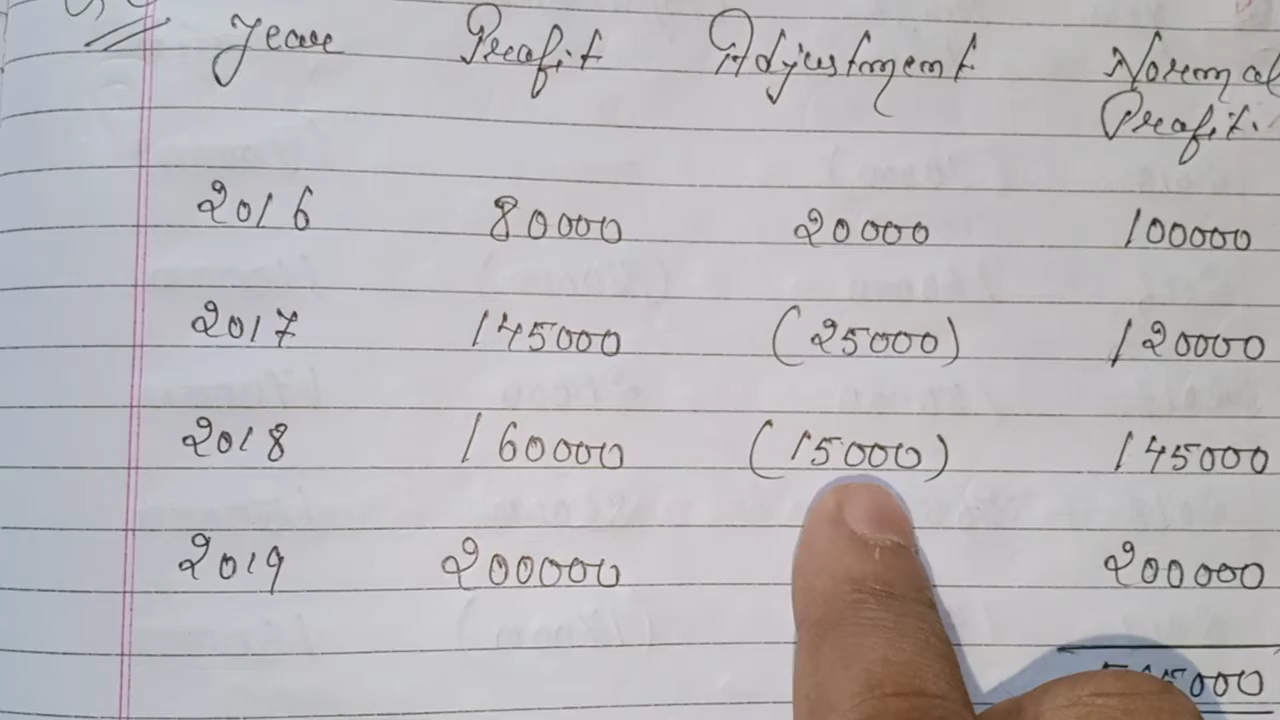 Year Profit Adjustment Normal
Profit.
2016 80000 20000 100000
2017 145000 (25000) 120000
2018 160000 (15000) 145000
2019 200000 200000